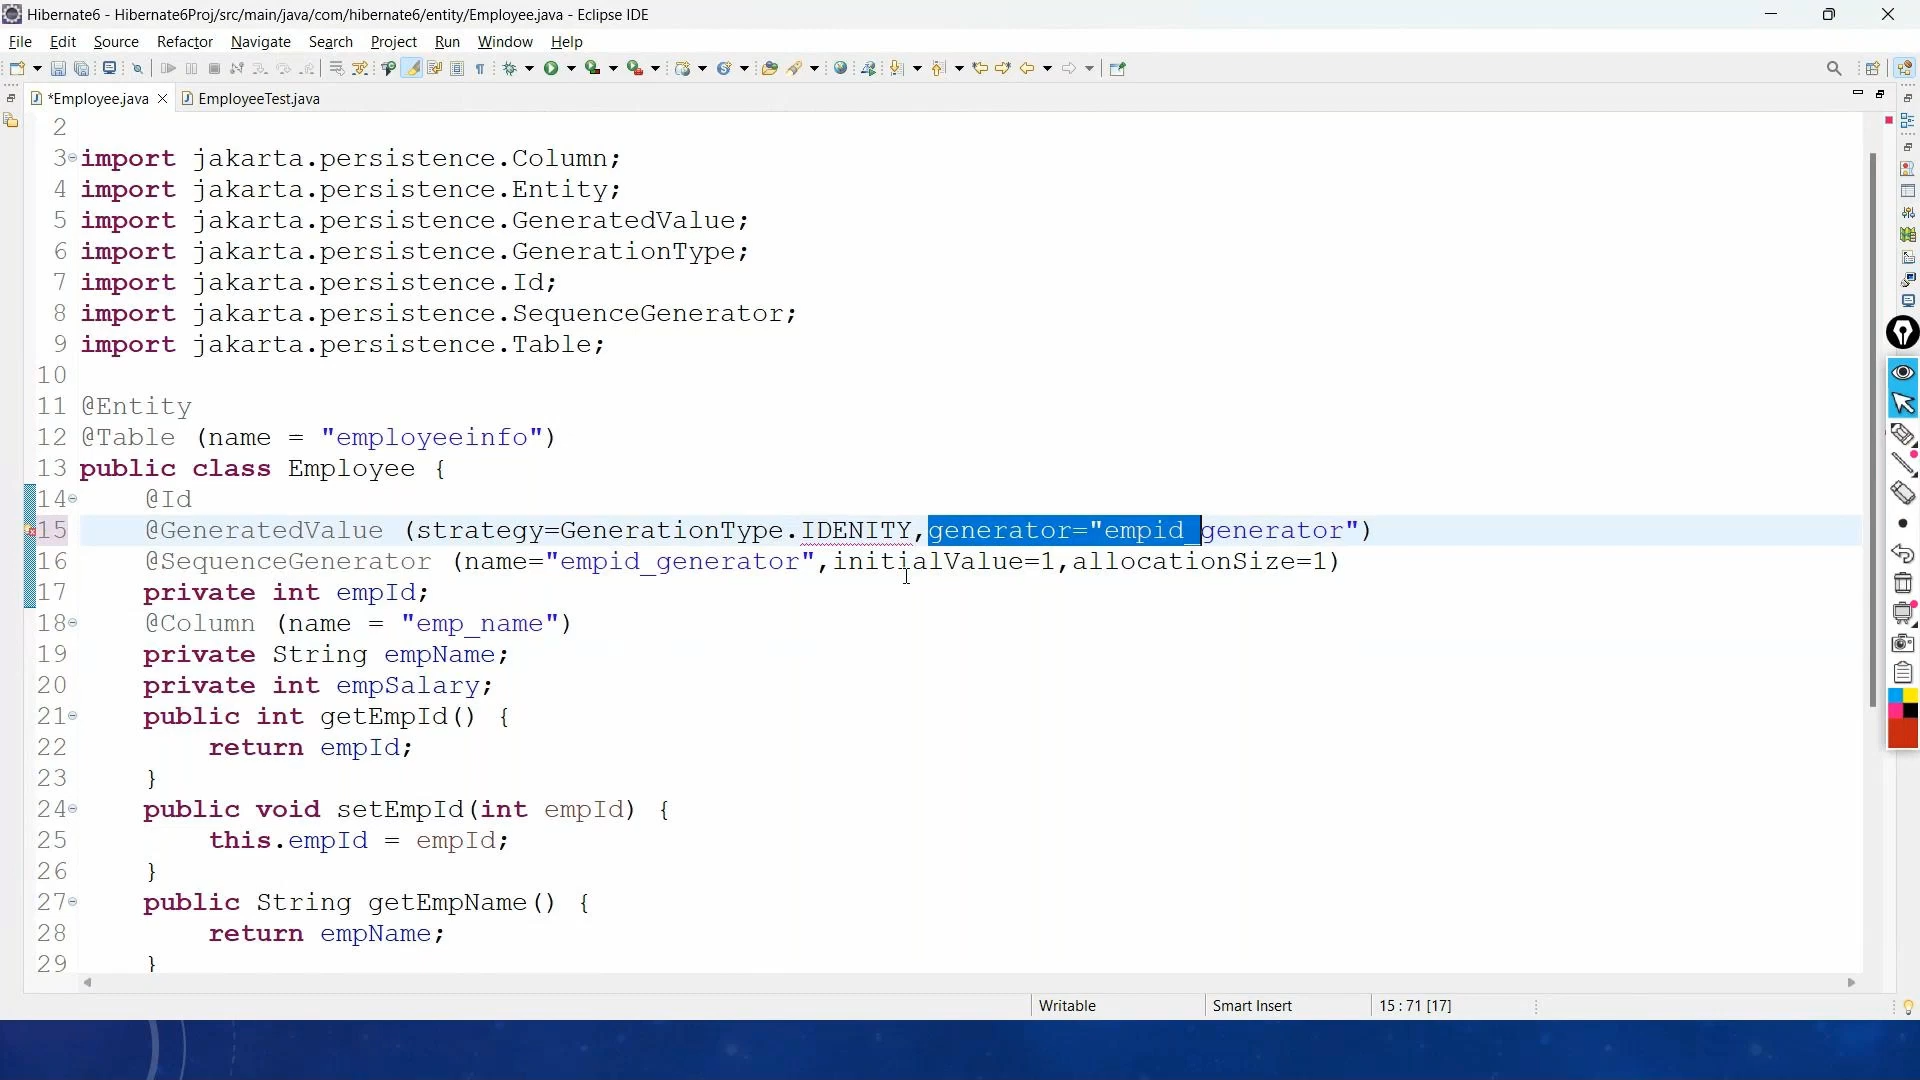 Hibernate6 - Hibernate6Proj/src/main/java/com/hibernate6/entity/Employee.java - Eclipse IDE
File Edit Source Refactor Navigate Search Project Run Window Help
*Employee.java EmployeeTest.java
2
3 import jakarta.persistence.Column;
4 import jakarta.persistence.Entity;
5 import jakarta.persistence.GeneratedValue;
6 import jakarta.persistence.GenerationType;
7 import jakarta.persistence.Id;
8 import jakarta.persistence.SequenceGenerator;
9 import jakarta.persistence.Table;
10
11 @Entity
12 @Table (name = "employeeinfo")
13 public class Employee {
14 @Id
15 @GeneratedValue (strategy=GenerationType.IDENITY,generator="empid_generator")
16 @SequenceGenerator (name="empid_generator",initialValue=1,allocationSize=1)
17 private int empId;
18 @Column (name = "emp_name")
19 private String empName;
20 private int empSalary;
21 public int getEmpId() {
22 return empId;
23 }
24 public void setEmpId(int empId) {
25 this.empId = empId;
26 }
27 public String getEmpName() {
28 return empName;
29 }
Writable Smart Insert 15 : 71 [17]